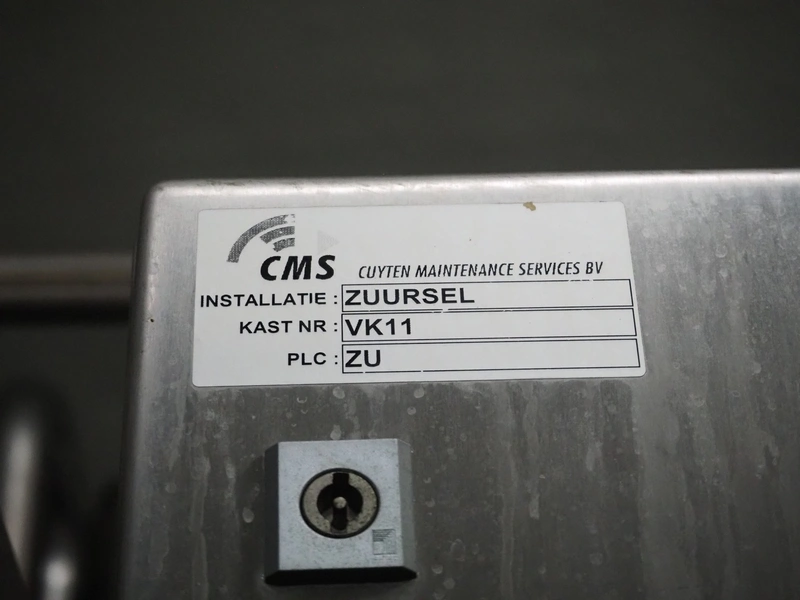 CMS CUYTEN MAINTENANCE SERVICES BV
INSTALLATIE : ZUURSEL
KAST NR : VK11
PLC : ZU